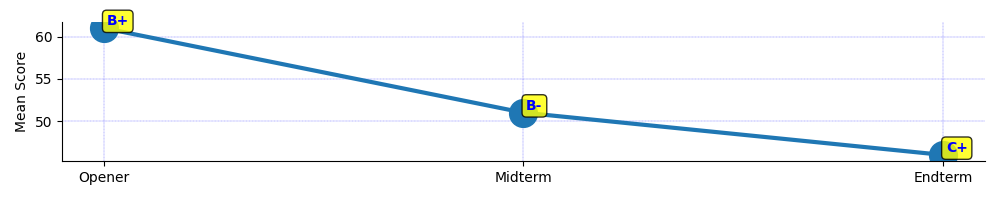 Mean Score
60
55
50
B+
B-
C+
Opener
Midterm
Endterm